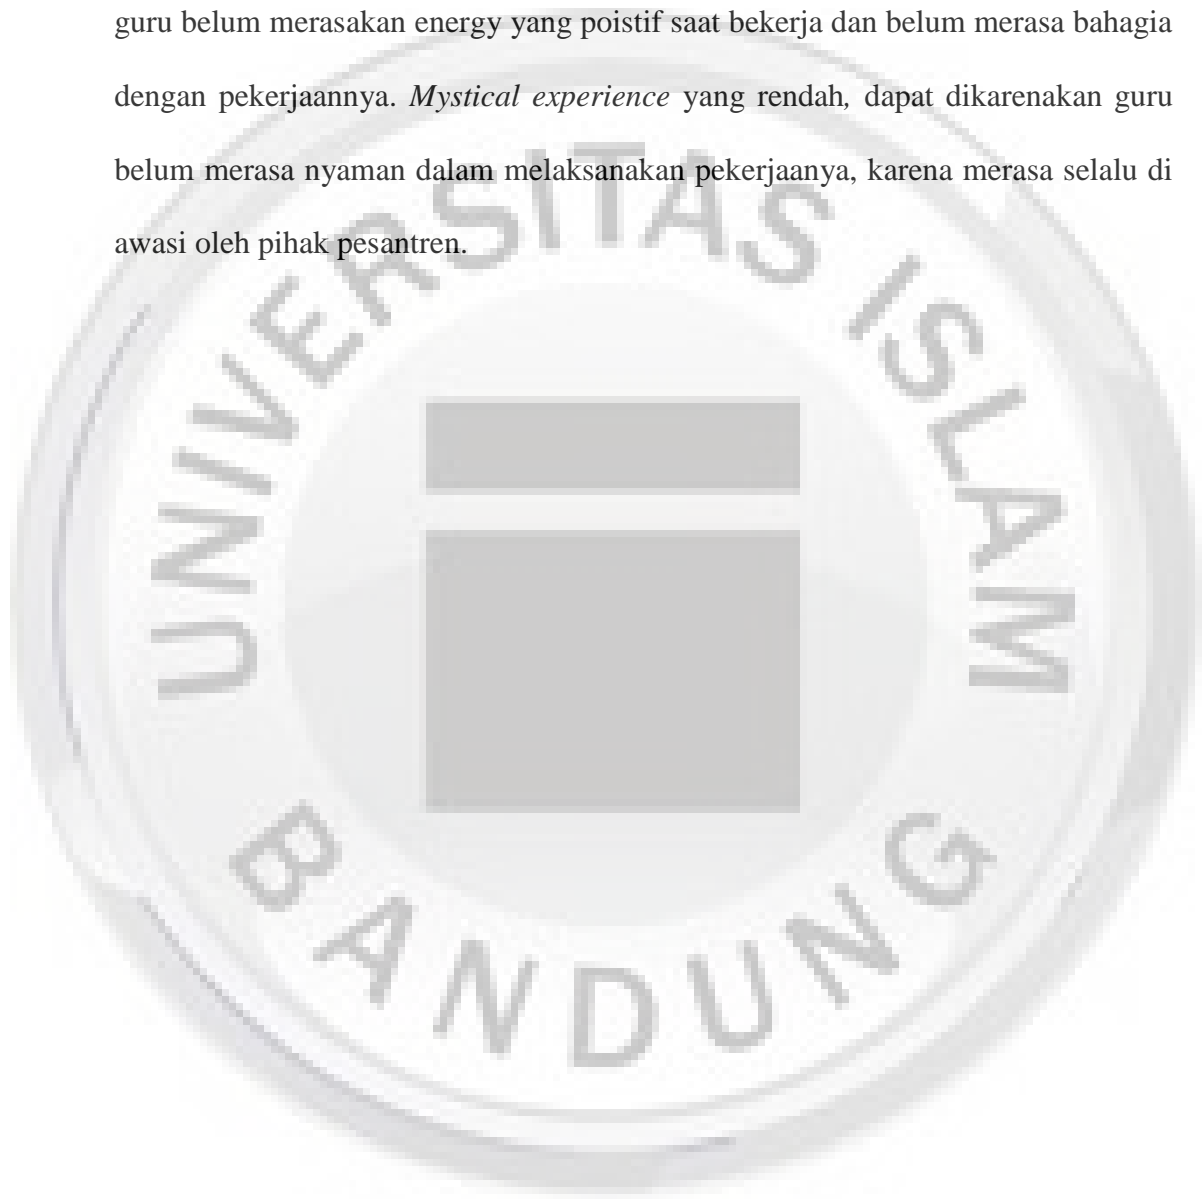 guru belum merasakan energy yang poistif saat bekerja dan belum merasa bahagia
dengan pekerjaannya. Mystical experience yang rendah, dapat dikarenakan guru
belum merasa nyaman dalam melaksanakan pekerjaanya, karena merasa selalu di
awasi oleh pihak pesantren.
UNIVERSITAS ISLAM
BANDUNG